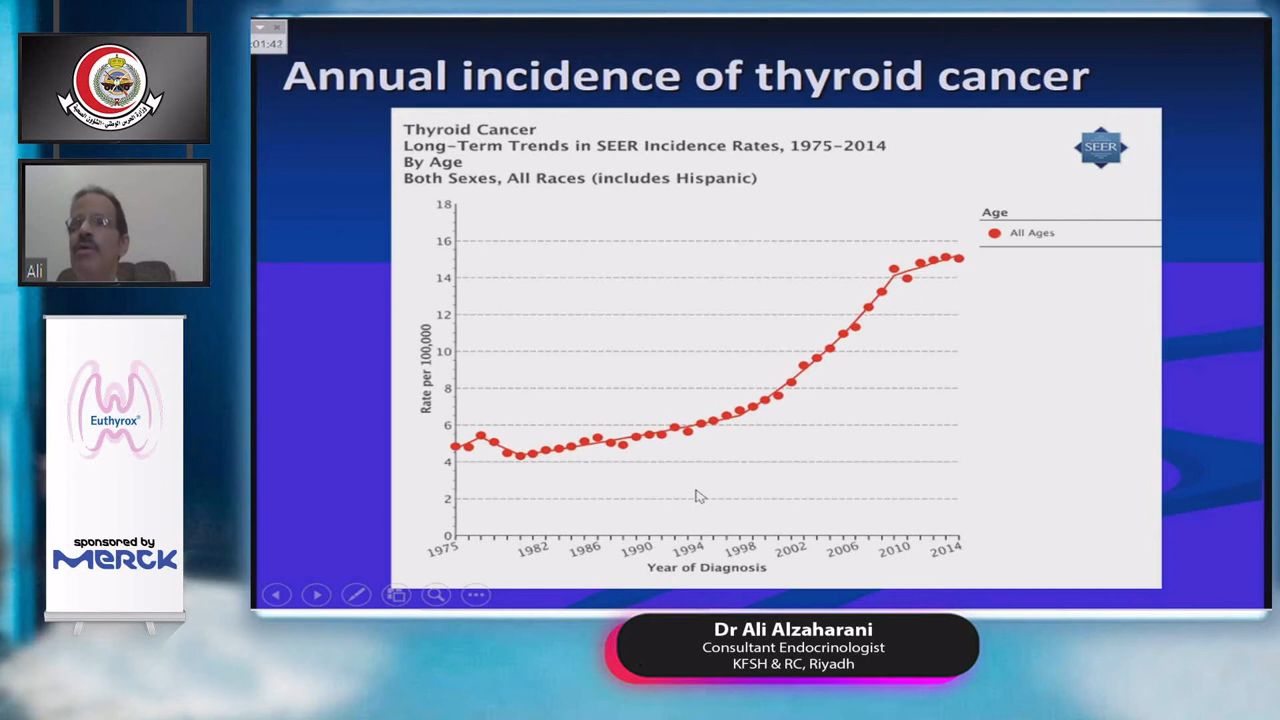 :01:42
Annual incidence of thyroid cancer
Thyroid Cancer
Long-Term Trends in SEER Incidence Rates, 1975-2014
By Age
Both Sexes, All Races (includes Hispanic)
SEER
Age
All Ages
Rate per 100,000
18
16
14
12
10
8
6
4
2
0
1975
1982
1986
1990
1994
1998
2002
2006
2010
2014
Year of Diagnosis
Ali
Euthyrox®
sponsored by
MERCK
Dr Ali Alzaharani
Consultant Endocrinologist
KFSH & RC, Riyadh